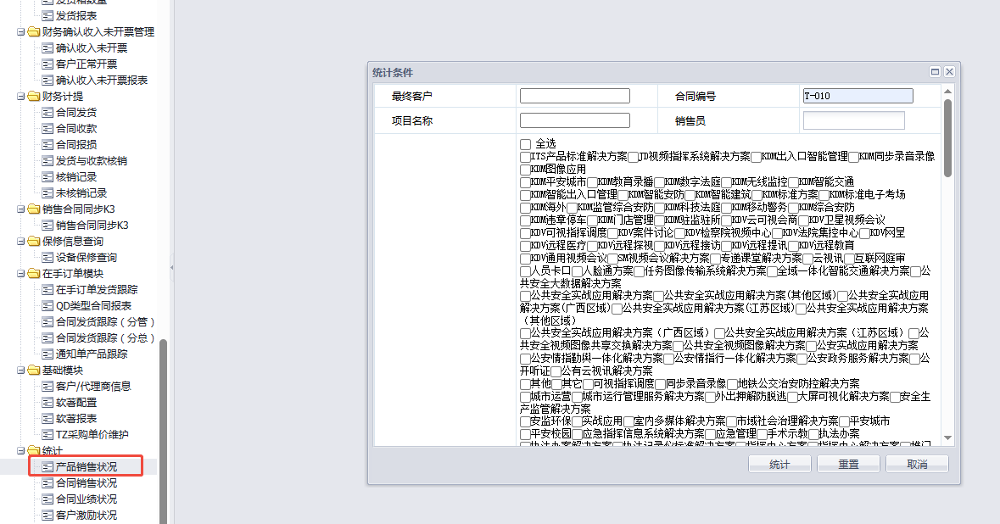 发货报表
财务确认收入未开票管理
确认收入未开票
客户正常开票
确认收入未开票报表
财务计提
合同发货
合同收款
合同报损
发货与收款核销
核销记录
未核销记录
销售合同同步K3
销售合同同步K3
保修信息查询
设备保修查询
在手订单模块
在手订单发货跟踪
QD类型合同报表
合同发货跟踪（分管）
合同发货跟踪（分总）
通知单产品跟踪
基础模块
客户/代理商信息
软著配置
软著报表
TZ采购单价维护
统计
产品销售状况
合同销售状况
合同业绩状况
客户激励状况
统计条件
最终客户 合同编号 T-010
项目名称 销售员
全选
ITS产品标准解决方案 JD视频指挥系统解决方案 KDM出入口智能管理 KDM同步录音录像
KDM图像应用
KDM平安城市 KDM教育录播 KDM数字法庭 KDM无线监控 KDM智能交通
KDM智能出入口管理 KDM智能安防 KDM智能建筑 KDM标准方案 KDM标准电子考场
KDM海外 KDM监管综合安防 KDM科技法庭 KDM移动警务 KDM综合安防
KDM违章停车 KDM门店管理 KDM驻监驻所 KDV云可视会商 KDV卫星视频会议
KDV可视指挥调度 KDV案件讨论 KDV检察院视频中心 KDV法院集控中心 KDV网呈
KDV远程医疗 KDV远程探视 KDV远程接访 KDV远程提讯 KDV远程教育
KDV通用视频会议 SM视频会议解决方案 专递课堂解决方案 云视讯 互联网庭审
人员卡口 人脸通方案 任务图像传输系统解决方案 全域一体化智能交通解决方案 公
共安全大数据解决方案
公共安全实战应用解决方案 公共安全实战应用解决方案(其他区域) 公共安全实战应用
解决方案(广西区域) 公共安全实战应用解决方案(江苏区域) 公共安全实战应用解决方案
（其他区域）
公共安全实战应用解决方案（广西区域） 公共安全实战应用解决方案（江苏区域） 公
共安全视频图像共享交换解决方案 公共安全视频图像解决方案 公安实战应用解决方案
公安情指勤舆一体化解决方案 公安情指行一体化解决方案 公安政务服务解决方案 公
开听证 公有云视讯解决方案
其他 其它 可视指挥调度 同步录音录像 地铁公交治安防控解决方案
城市运营 城市运行管理服务解决方案 外出押解防脱逃 大屏可视化解决方案 安全生
产监管解决方案
安监环保 实战应用 室内多媒体解决方案 市域社会治理解决方案 平安城市
平安校园 应急指挥信息系统解决方案 应急管理 手术示教 执法办案
统计 重置 取消